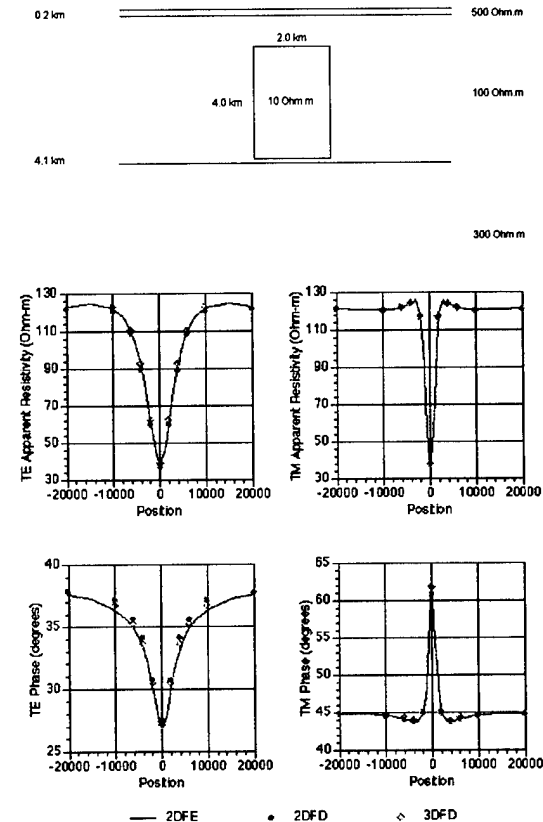 0.2 km
500 Ohm.m
2.0 km
4.0 km
10 Ohm m
100 Ohm.m
4.1 km
300 Ohm m
TE Apparent Resistivity (Ohm-m)
130
110
90
70
50
30
-20000 -10000 0 10000 20000
Position
TM Apparent Resistivity (Ohm-m)
130
110
90
70
50
30
-20000 -10000 0 10000 20000
Position
TE Phase (degrees)
40
35
30
25
-20000 -10000 0 10000 20000
Position
TM Phase (degrees)
65
60
55
50
45
40
-20000 -10000 0 10000 20000
Position
2DFE 2DFD 3DFD